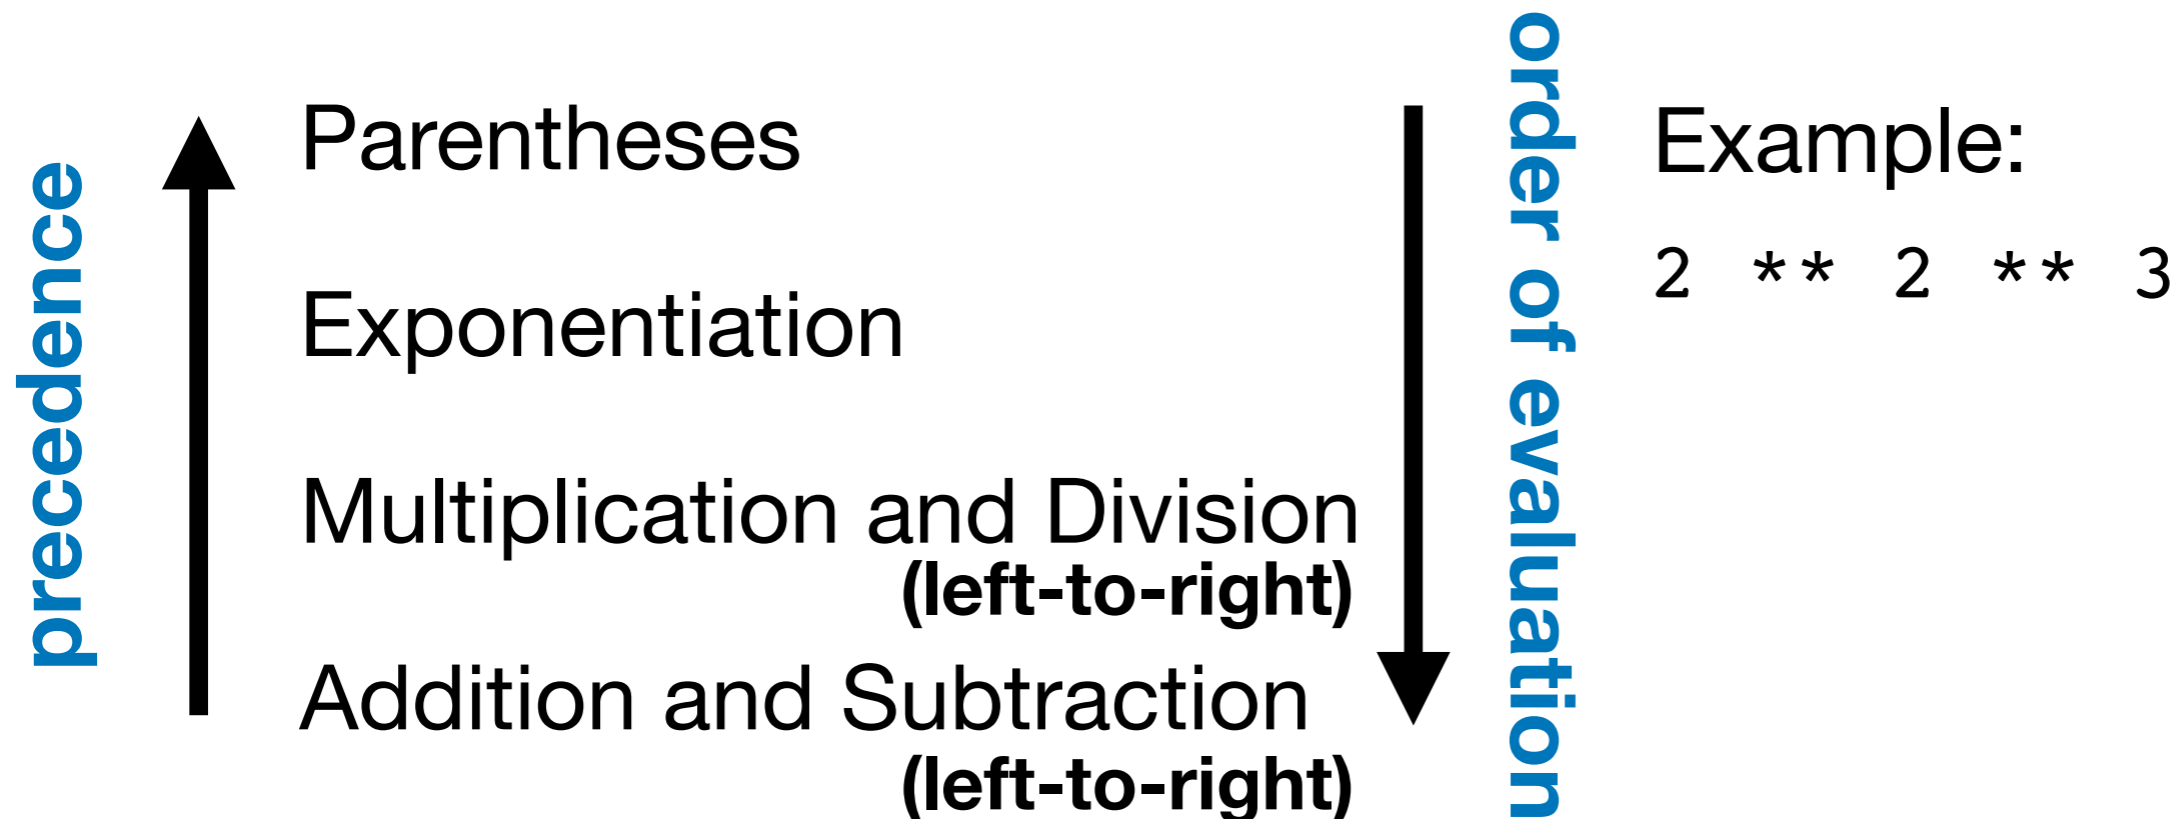 precedence
Parentheses
Exponentiation
Multiplication and Division
(left-to-right)
Addition and Subtraction
(left-to-right)
order of evaluation
Example:
2 ** 2 ** 3